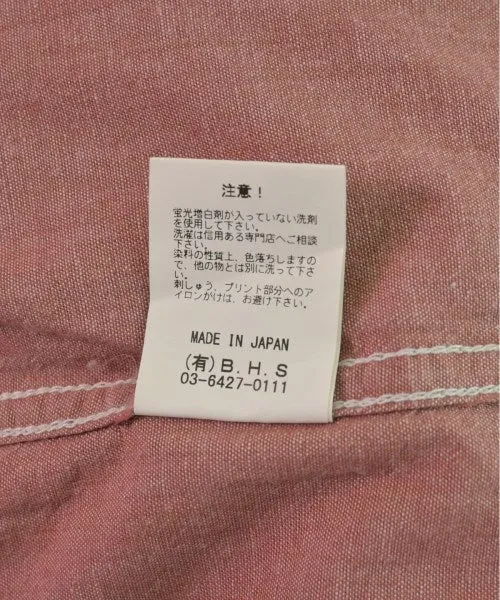 注意！
蛍光増白剤が入っていない洗剤
を使用して下さい。
洗濯は信用ある専門店へご相談
下さい。
染料の性質上、色落ちしますの
で、他の物とは別に洗って下さ
い。
刺しゅう、プリント部分へのア
イロンがけは、お避け下さい。
MADE IN JAPAN
(有) B. H. S
03-6427-0111